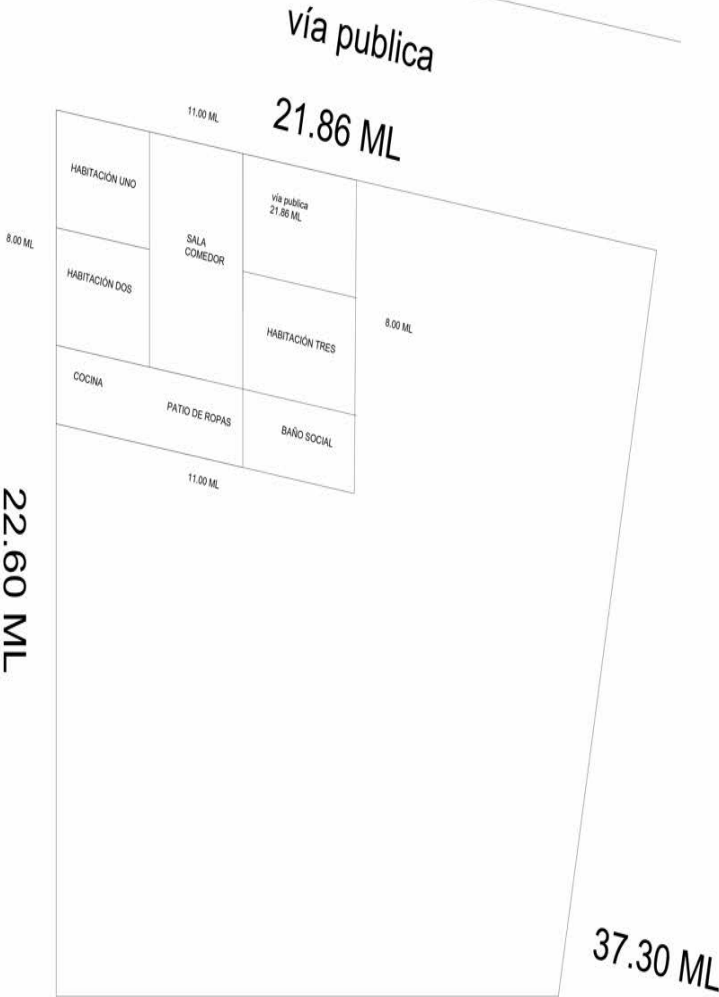 vía publica
21.86 ML
11.00 ML
HABITACIÓN UNO
vía publica
21.86 ML
SALA
COMEDOR
8.00 ML
HABITACIÓN DOS
8.00 ML
HABITACIÓN TRES
COCINA
PATIO DE ROPAS
BAÑO SOCIAL
11.00 ML
22.60 ML
37.30 ML